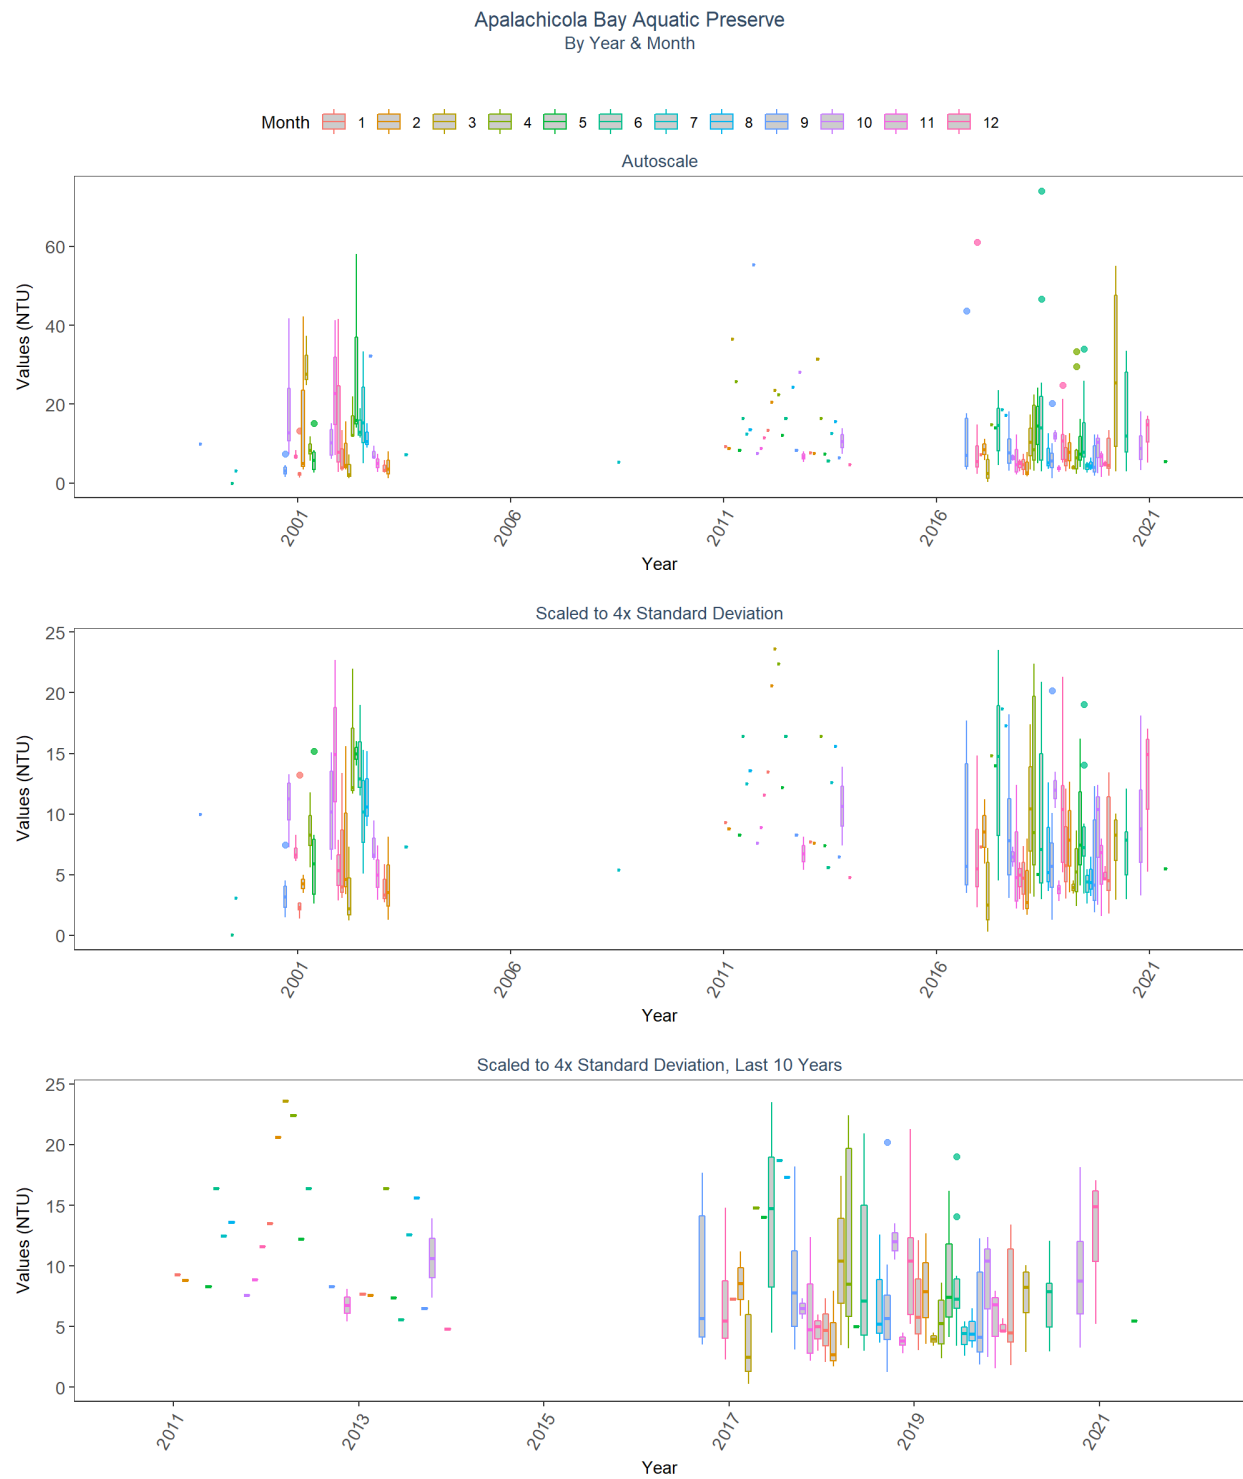 Apalachicola Bay Aquatic Preserve
By Year & Month
Month 1 2 3 4 5 6 7 8 9 10 11 12
Autoscale
Values (NTU)
60
40
20
0
2001 2006 2011 2016 2021
Year
Scaled to 4x Standard Deviation
Values (NTU)
25
20
15
10
5
0
2001 2006 2011 2016 2021
Year
Scaled to 4x Standard Deviation, Last 10 Years
Values (NTU)
25
20
15
10
5
0
2011 2013 2015 2017 2019 2021
Year